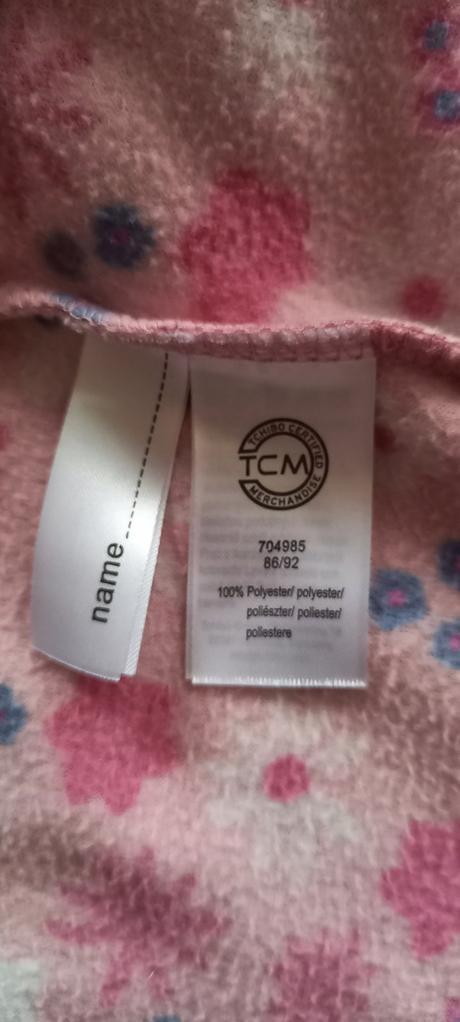 name
TCHIBO CERTIFIED
TCM
MERCHANDISE
704985
86/92
100% Polyester/ polyester/
poliészter/ poliester/
poliestere